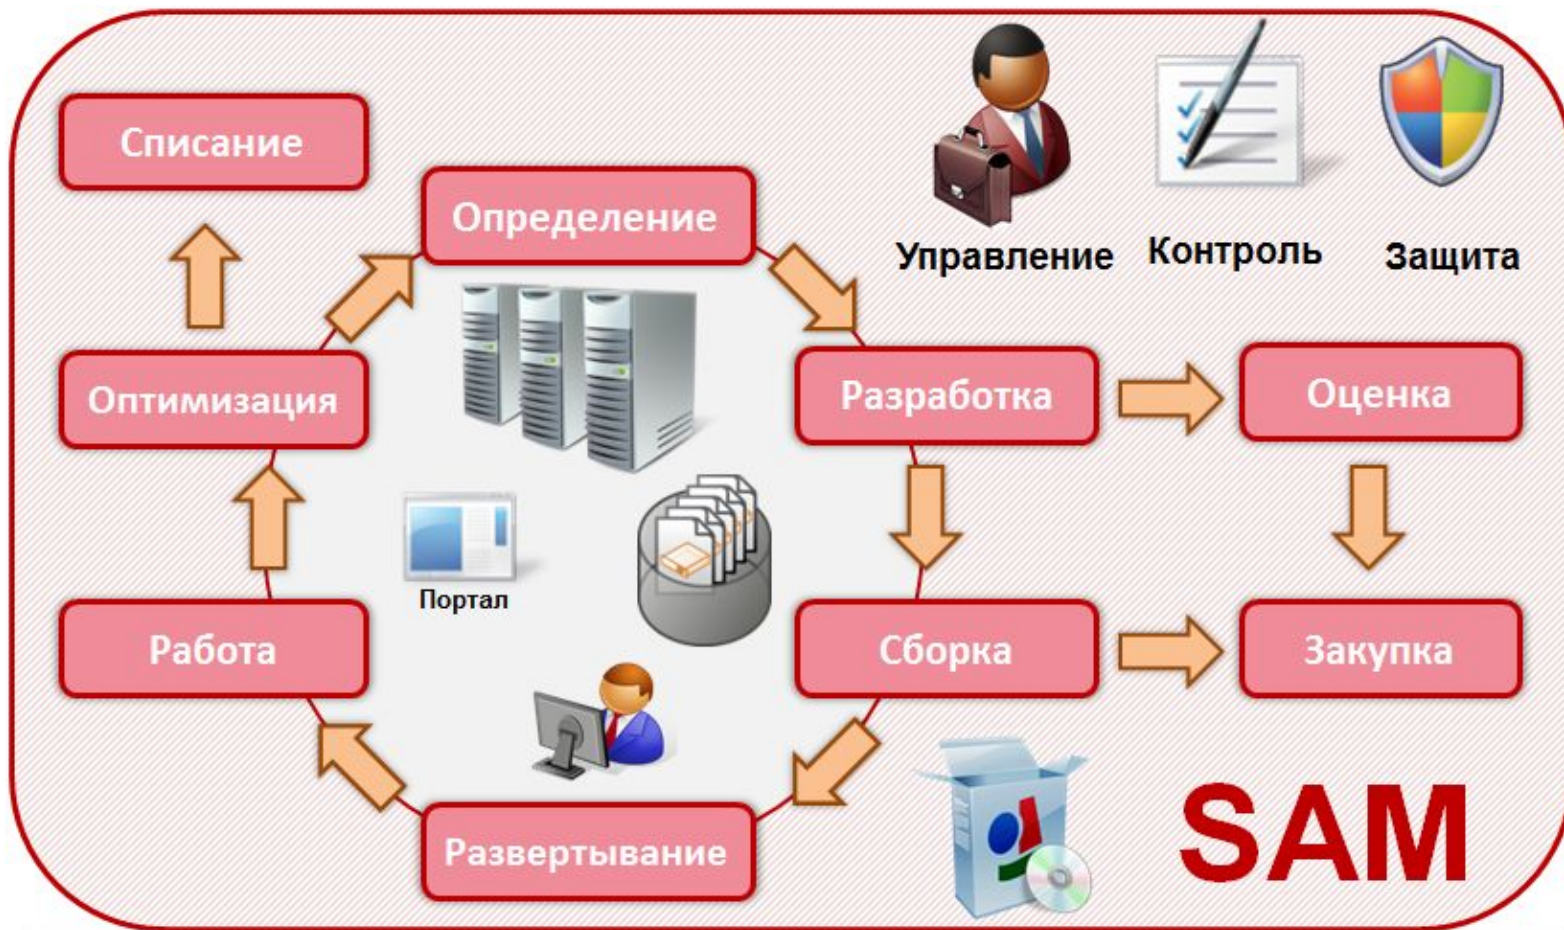 Списание
Определение
Управление
Контроль
Защита
Оптимизация
Разработка
Оценка
Портал
Работа
Сборка
Закупка
Развертывание
SAM